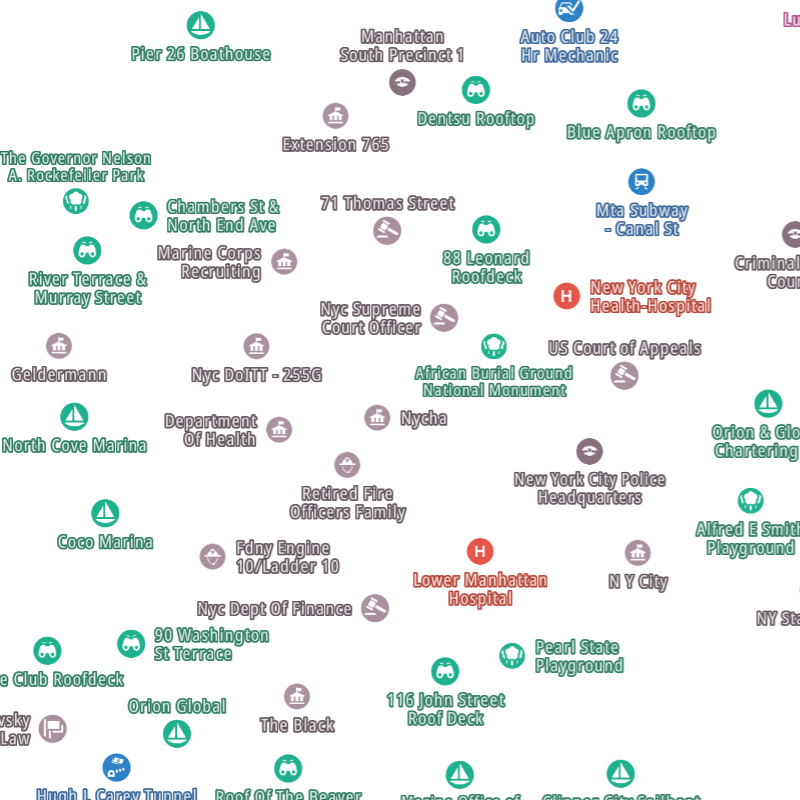 Lu
Pier 26 Boathouse
Manhattan
South Precinct 1
Auto Club 24
Hr Mechanic
Dentsu Rooftop
Blue Apron Rooftop
Extension 765
The Governor Nelson
A. Rockefeller Park
Chambers St &
North End Ave
71 Thomas Street
Mta Subway
- Canal St
River Terrace &
Murray Street
Marine Corps
Recruiting
88 Leonard
Roofdeck
Criminal
Cour
H
New York City
Health-Hospital
Nyc Supreme
Court Officer
US Court of Appeals
Geldermann
Nyc DoITT - 255G
African Burial Ground
National Monument
North Cove Marina
Department
Of Health
Nycha
Orion & Glo
Chartering
Retired Fire
Officers Family
New York City Police
Headquarters
Coco Marina
Alfred E Smith
Playground
Fdny Engine
10/Ladder 10
H
Lower Manhattan
Hospital
N Y City
Nyc Dept Of Finance
NY Sta
90 Washington
St Terrace
Pearl State
Playground
e Club Roofdeck
Orion Global
The Black
116 John Street
Roof Deck
vsky
Law
Hugh L Carey Tunnel
Roof Of The Beaver
Marine Office of
Clipper City Sailboat